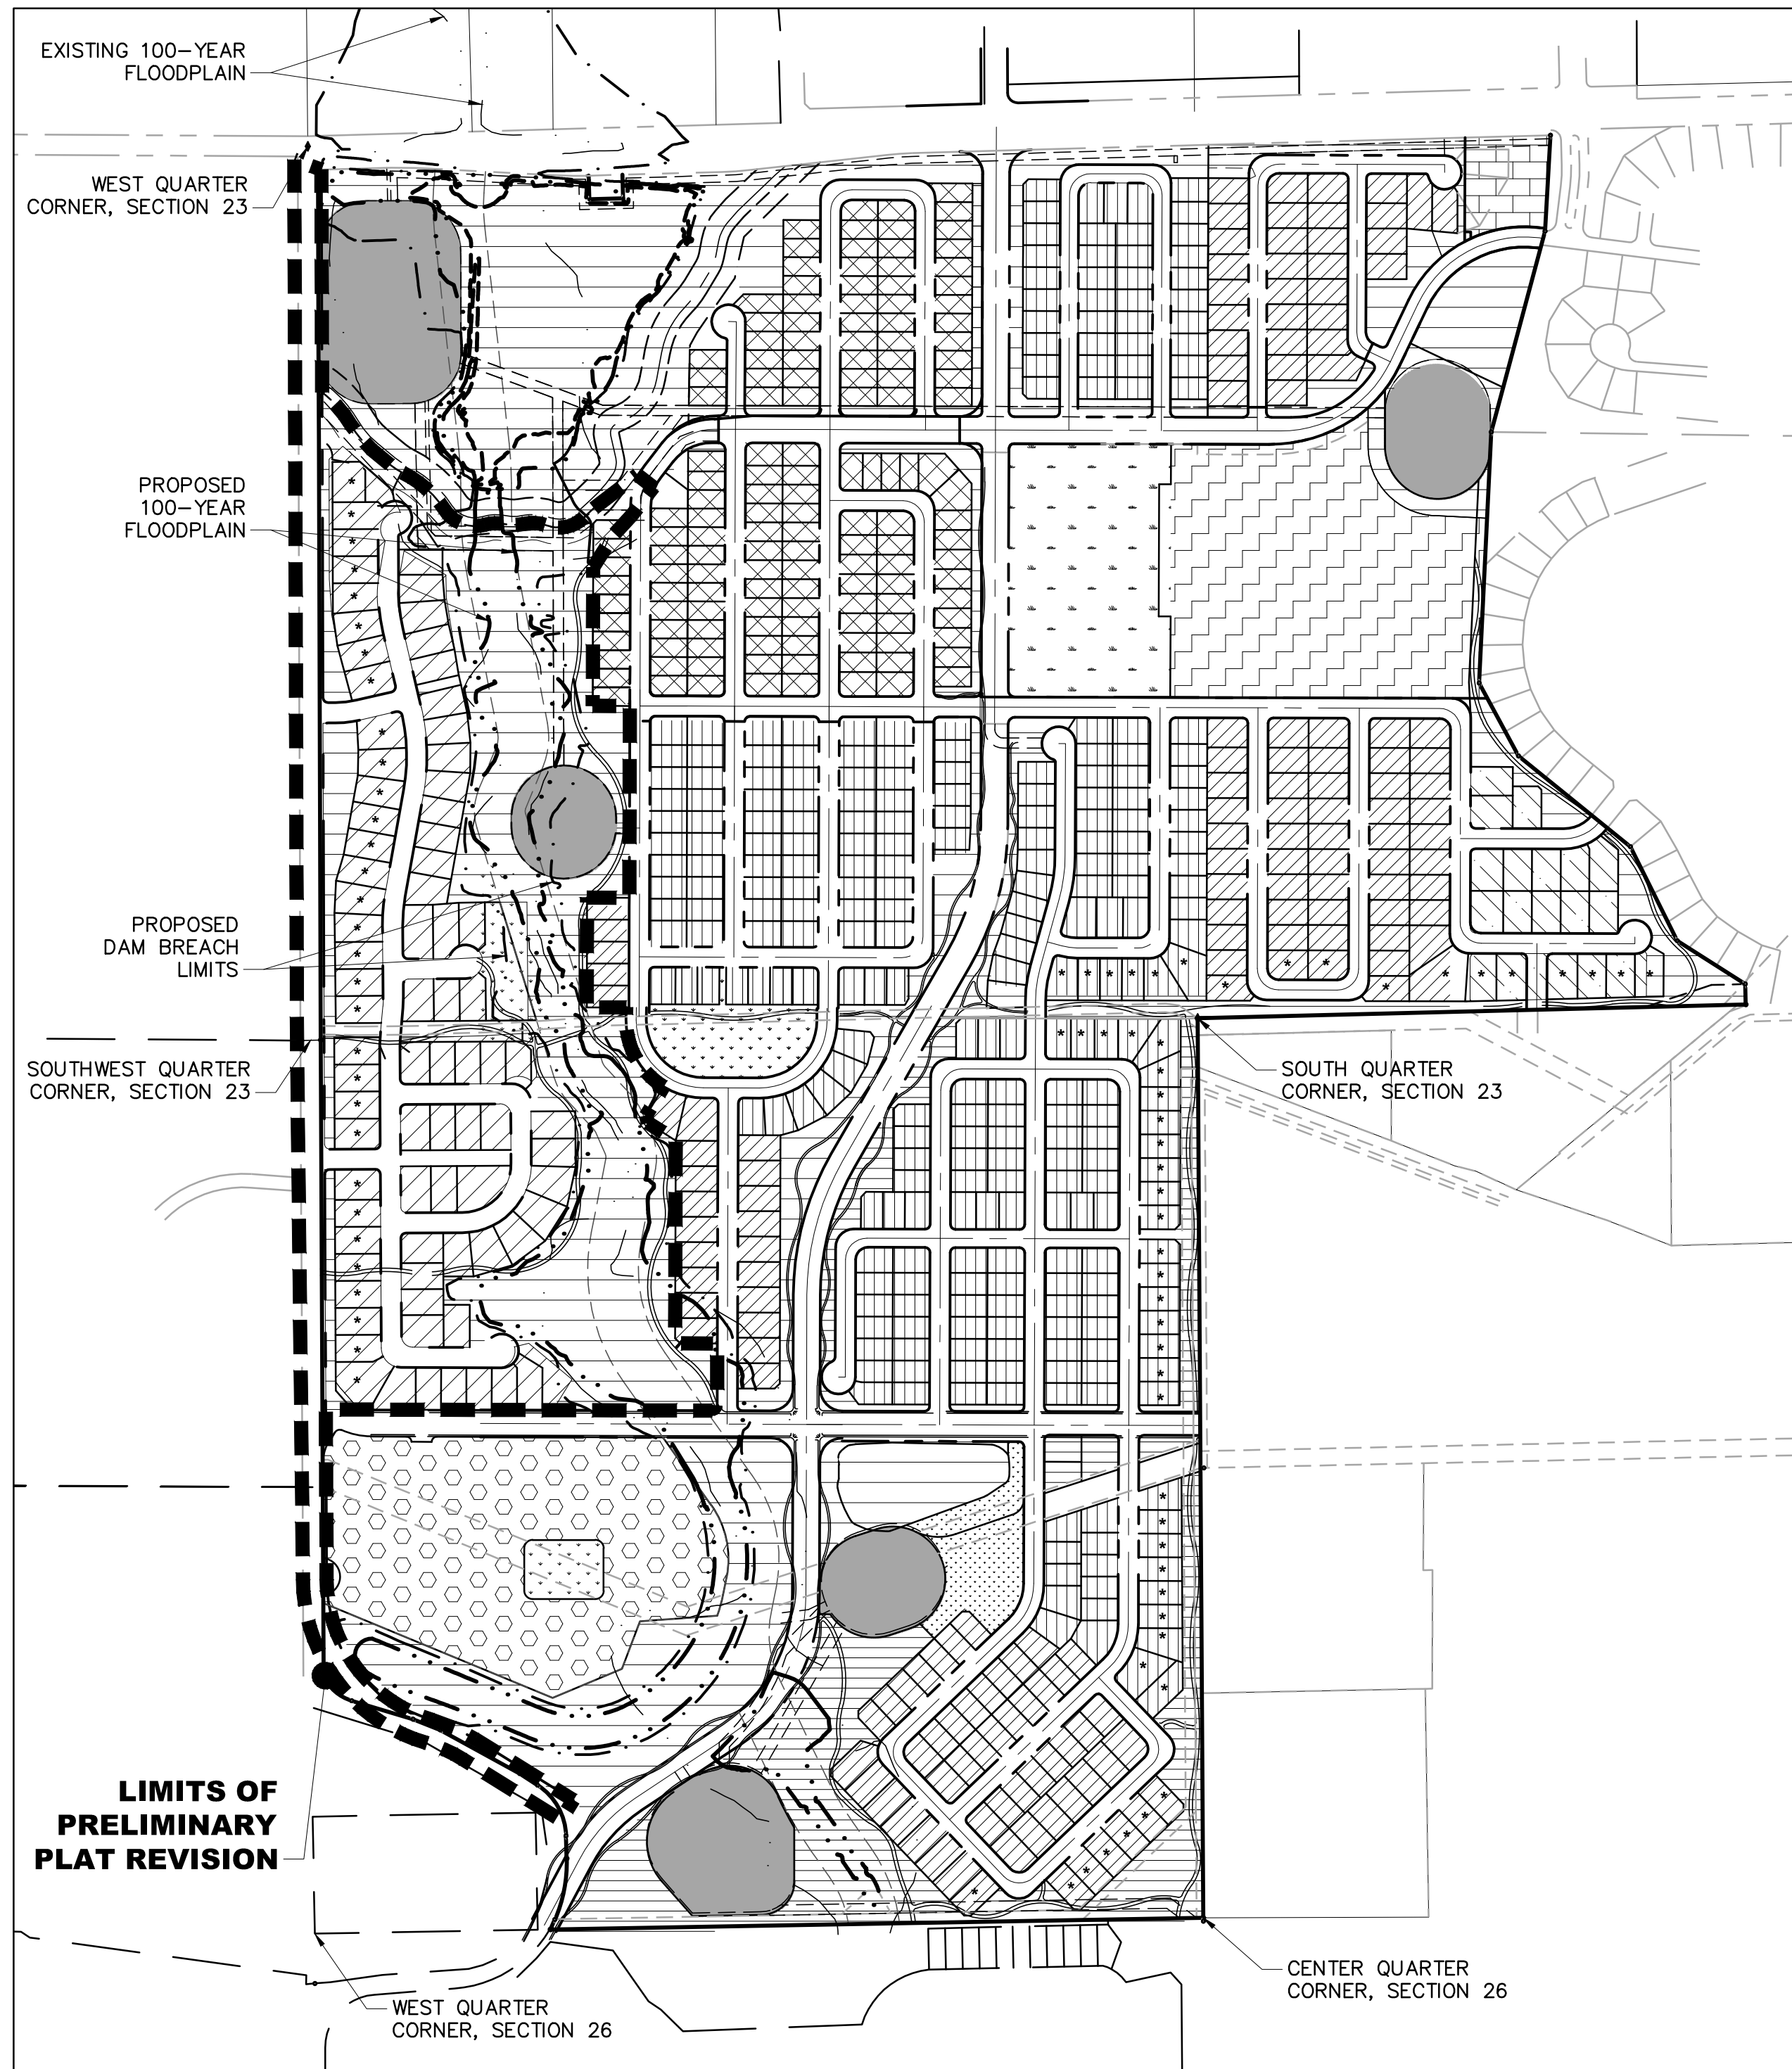 EXISTING 100-YEAR
FLOODPLAIN
WEST QUARTER
CORNER, SECTION 23
PROPOSED
100-YEAR
FLOODPLAIN
PROPOSED
DAM BREACH
LIMITS
SOUTHWEST QUARTER
CORNER, SECTION 23
SOUTH QUARTER
CORNER, SECTION 23
LIMITS OF
PRELIMINARY
PLAT REVISION
CENTER QUARTER
CORNER, SECTION 26
WEST QUARTER
CORNER, SECTION 26